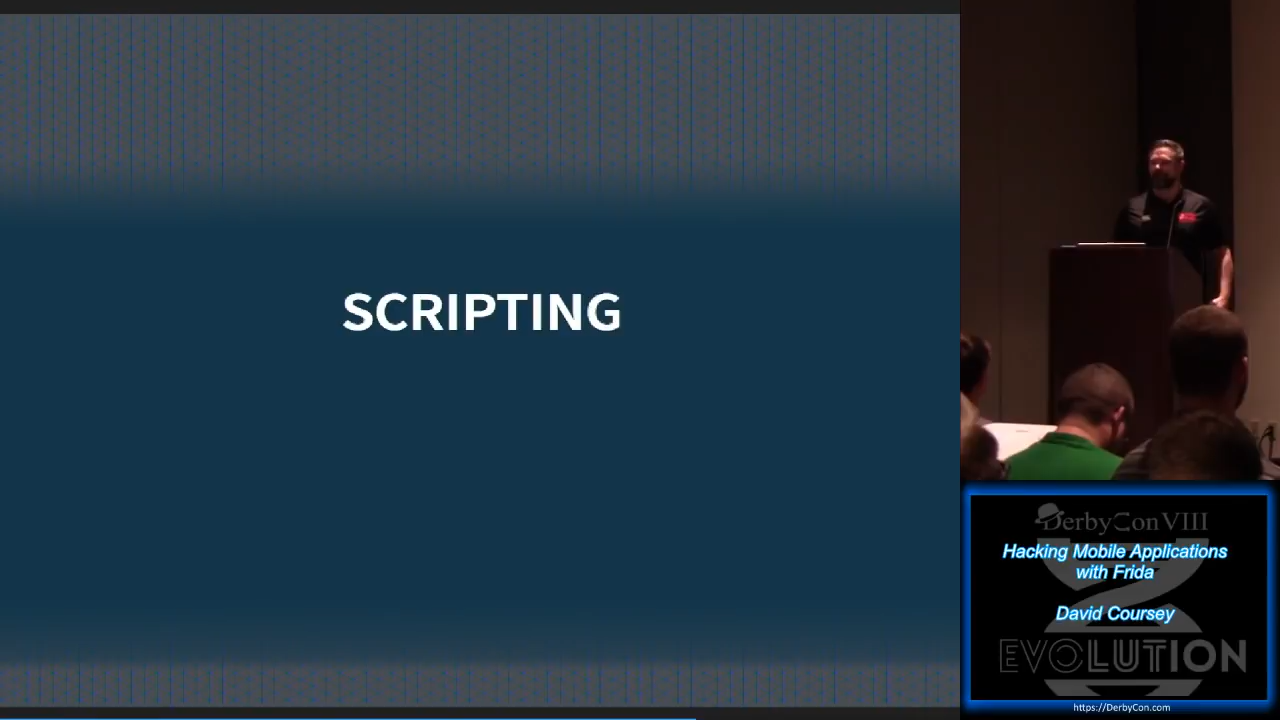 SCRIPTING
DerbyCon VIII
Hacking Mobile Applications
with Frida
David Coursey
EVOLUTION
https://DerbyCon.com